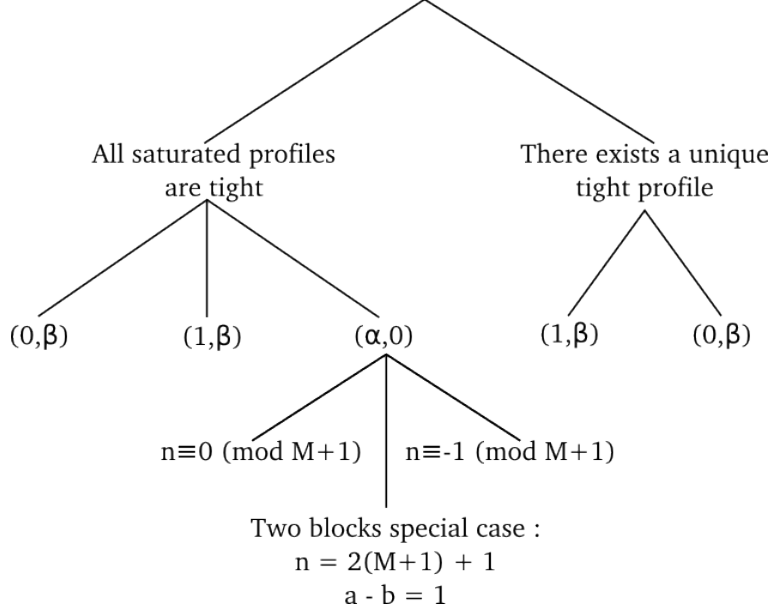 All saturated profiles
are tight
There exists a unique
tight profile
(0,β)
(1,β)
(α,0)
(1,β)
(0,β)
n≡0 (mod M+1)
n≡-1 (mod M+1)
Two blocks special case :
n = 2(M+1) + 1
a - b = 1